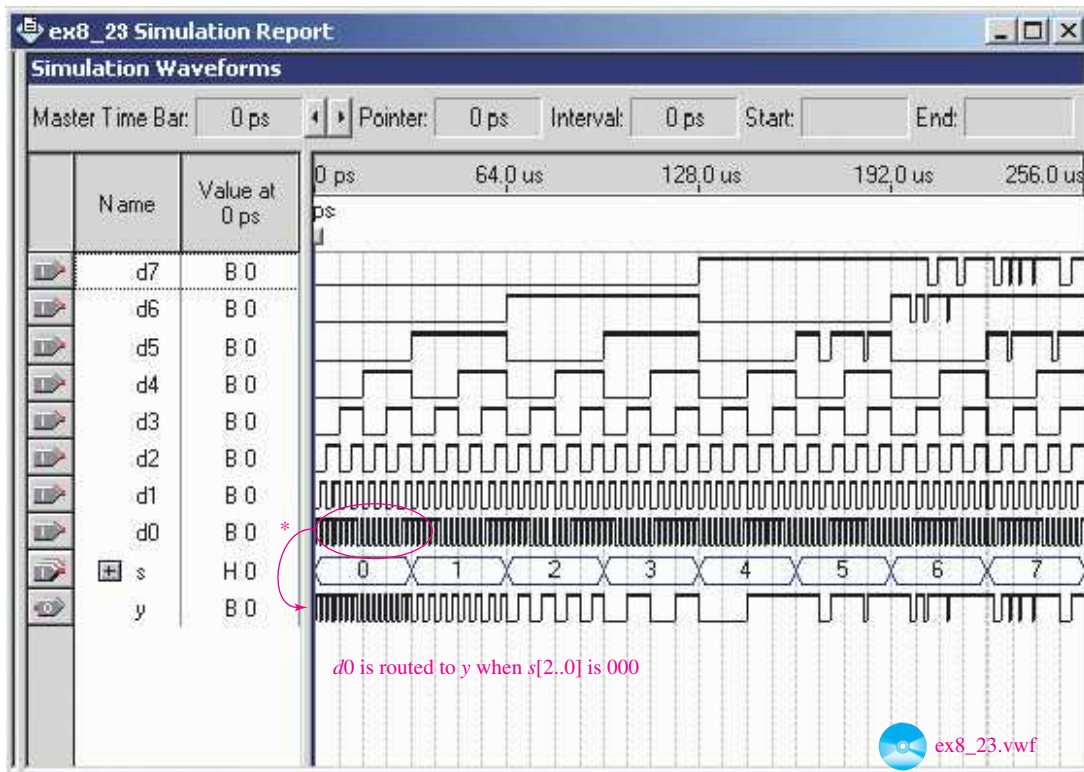 ex8_23 Simulation Report
Simulation Waveforms
Master Time Bar: 0 ps Pointer: 0 ps Interval: 0 ps Start: End:
Name Value at 0 ps
0 ps 64.0 us 128.0 us 192.0 us 256.0 us
ps
d7 B 0
d6 B 0
d5 B 0
d4 B 0
d3 B 0
d2 B 0
d1 B 0
d0 B 0 *
s H 0 0 1 2 3 4 5 6 7
y B 0
d0 is routed to y when s[2..0] is 000
ex8_23.vwf